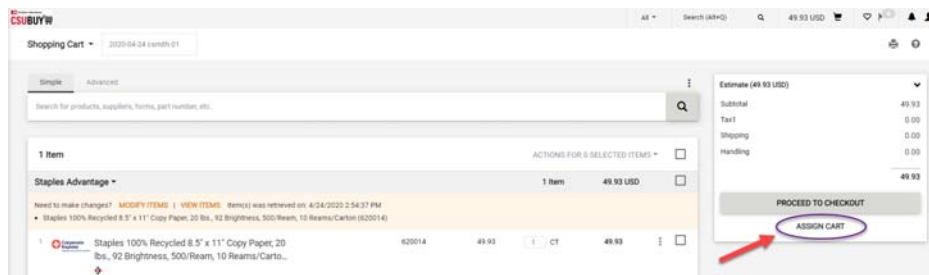 CSUBUY
All Search (Alt+Q) 49.93 USD
Shopping Cart 2020-04-24 csmith 01
Simple Advanced
Search for products, suppliers, forms, part number, etc.
Estimate (49.93 USD)
Subtotal 49.93
Tax1 0.00
Shipping 0.00
Handling 0.00
49.93
PROCEED TO CHECKOUT
ASSIGN CART
1 Item ACTIONS FOR 0 SELECTED ITEMS
Staples Advantage 1 Item 49.93 USD
Need to make changes? MODIFY ITEMS | VIEW ITEMS Item(s) was retrieved on: 4/24/2020 2:54:37 PM
• Staples 100% Recycled 8.5" x 11" Copy Paper, 20 lbs., 92 Brightness, 500/Ream, 10 Reams/Carton (620014)
1 Corporate Express Staples 100% Recycled 8.5" x 11" Copy Paper, 20 620014 49.93 1 CT 49.93
lbs., 92 Brightness, 500/Ream, 10 Reams/Carto...